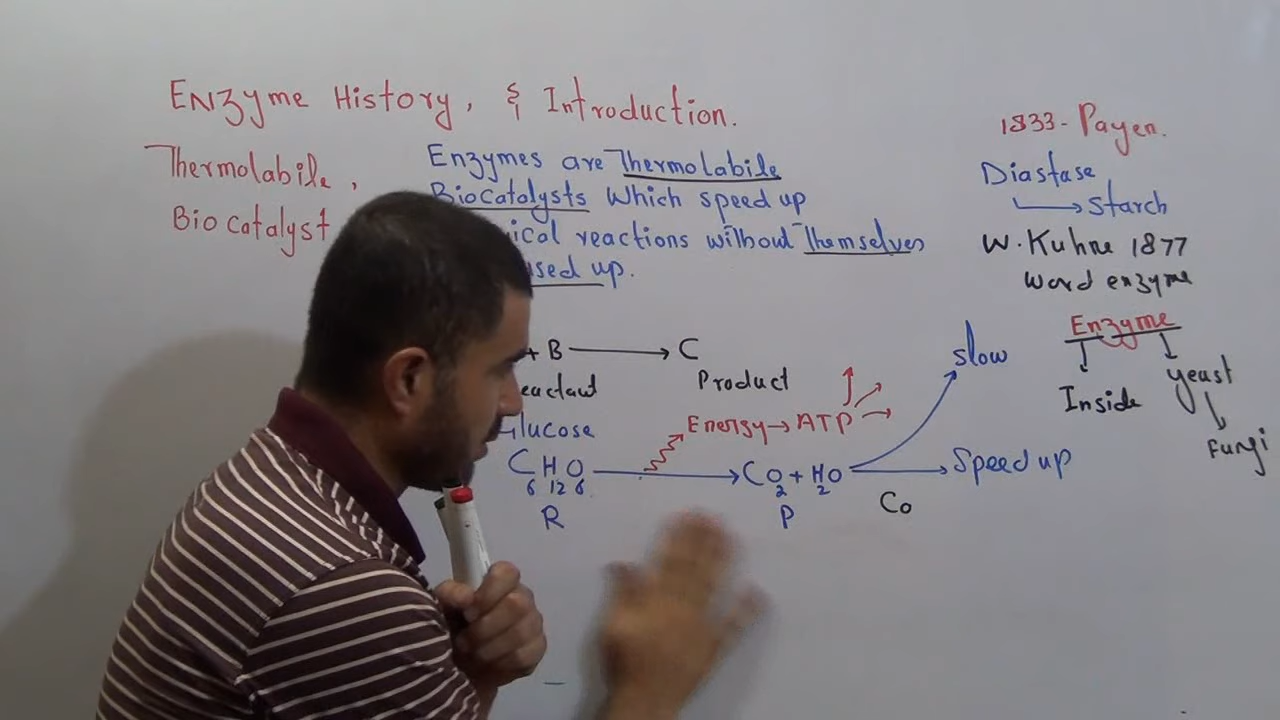 Enzyme History, & Introduction.
Thermolabile,
Biocatalyst
Enzymes are Thermolabile
Biocatalysts which speed up
ical reactions without Themselves
used up.
+ B → C
eactant Product
Glucose
Energy → ATP
C6H12O6 → CO2 + H2O
R P
slow
Speed up
Co
1833 - Payen.
Diastase
→ Starch
W. Kuhne 1877
Word enzyme
Enzyme
Inside
yeast
Fungi